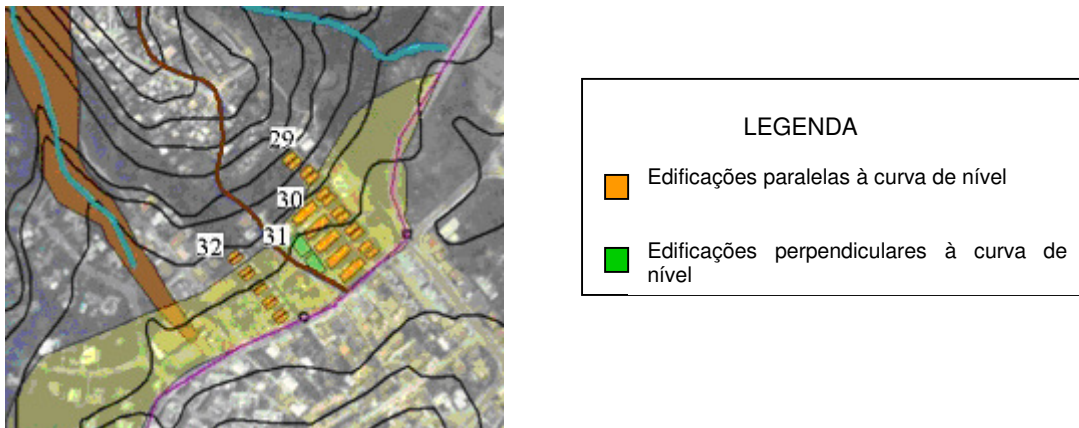 29
30
31
32
LEGENDA
Edificações paralelas à curva de nível
Edificações perpendiculares à curva de
nível